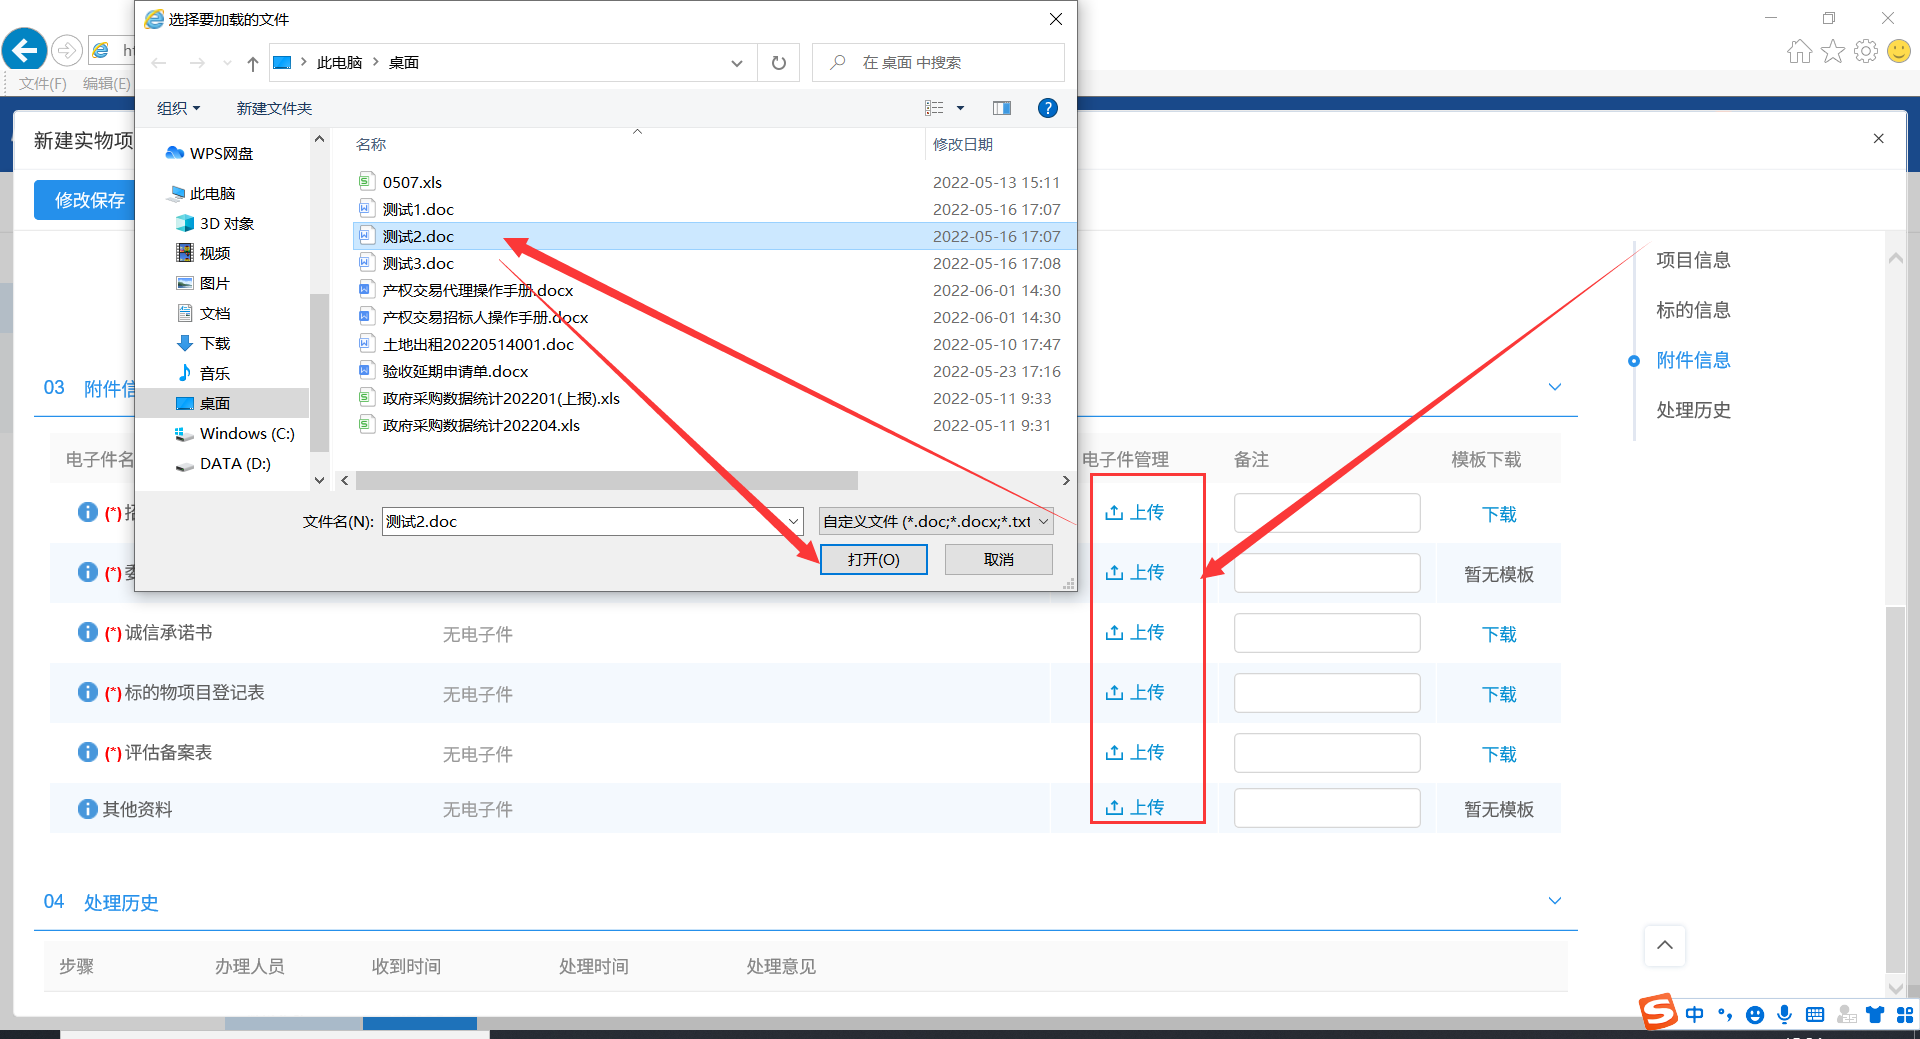 选择要加载的文件
此电脑 桌面
在 桌面 中搜索
文件(F) 编辑(E)
组织 新建文件夹
新建实物项
修改保存
WPS网盘
此电脑
3D 对象
视频
图片
文档
下载
音乐
桌面
Windows (C:)
DATA (D:)
名称 修改日期
0507.xls 2022-05-13 15:11
测试1.doc 2022-05-16 17:07
测试2.doc 2022-05-16 17:07
测试3.doc 2022-05-16 17:08
产权交易代理操作手册.docx 2022-06-01 14:30
产权交易招标人操作手册.docx 2022-06-01 14:30
土地出租20220514001.doc 2022-05-10 17:47
验收延期申请单.docx 2022-05-23 17:16
政府采购数据统计202201(上报).xls 2022-05-11 9:33
政府采购数据统计202204.xls 2022-05-11 9:31
文件名(N): 测试2.doc 自定义文件 (*.doc;*.docx;*.txt
打开(O) 取消
项目信息
标的信息
附件信息
处理历史
03 附件信
电子件名 电子件管理 备注 模板下载
(*)招 上传 下载
(*)委 上传 暂无模板
(*)诚信承诺书 无电子件 上传 下载
(*)标的物项目登记表 无电子件 上传 下载
(*)评估备案表 无电子件 上传 下载
其他资料 无电子件 上传 暂无模板
04 处理历史
步骤 办理人员 收到时间 处理时间 处理意见
中